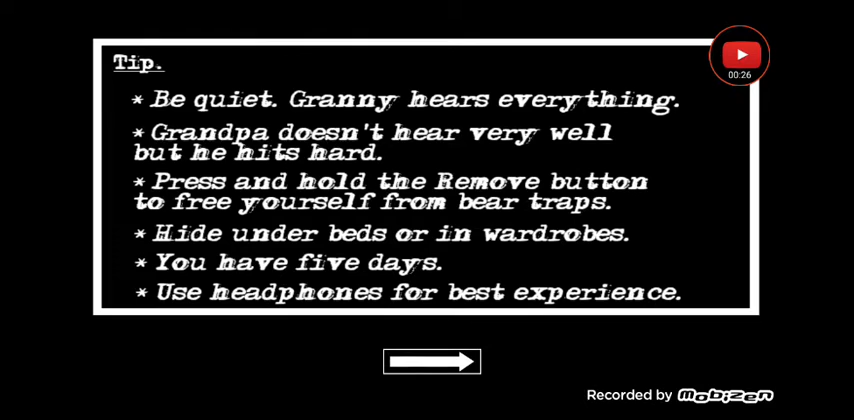 Tip.
00:26
* Be quiet. Granny hears everything.
* Grandpa doesn't hear very well
but he hits hard.
* Press and hold the Remove button
to free yourself from bear traps.
* Hide under beds or in wardrobes.
* You have five days.
* Use headphones for best experience.
Recorded by mobizen